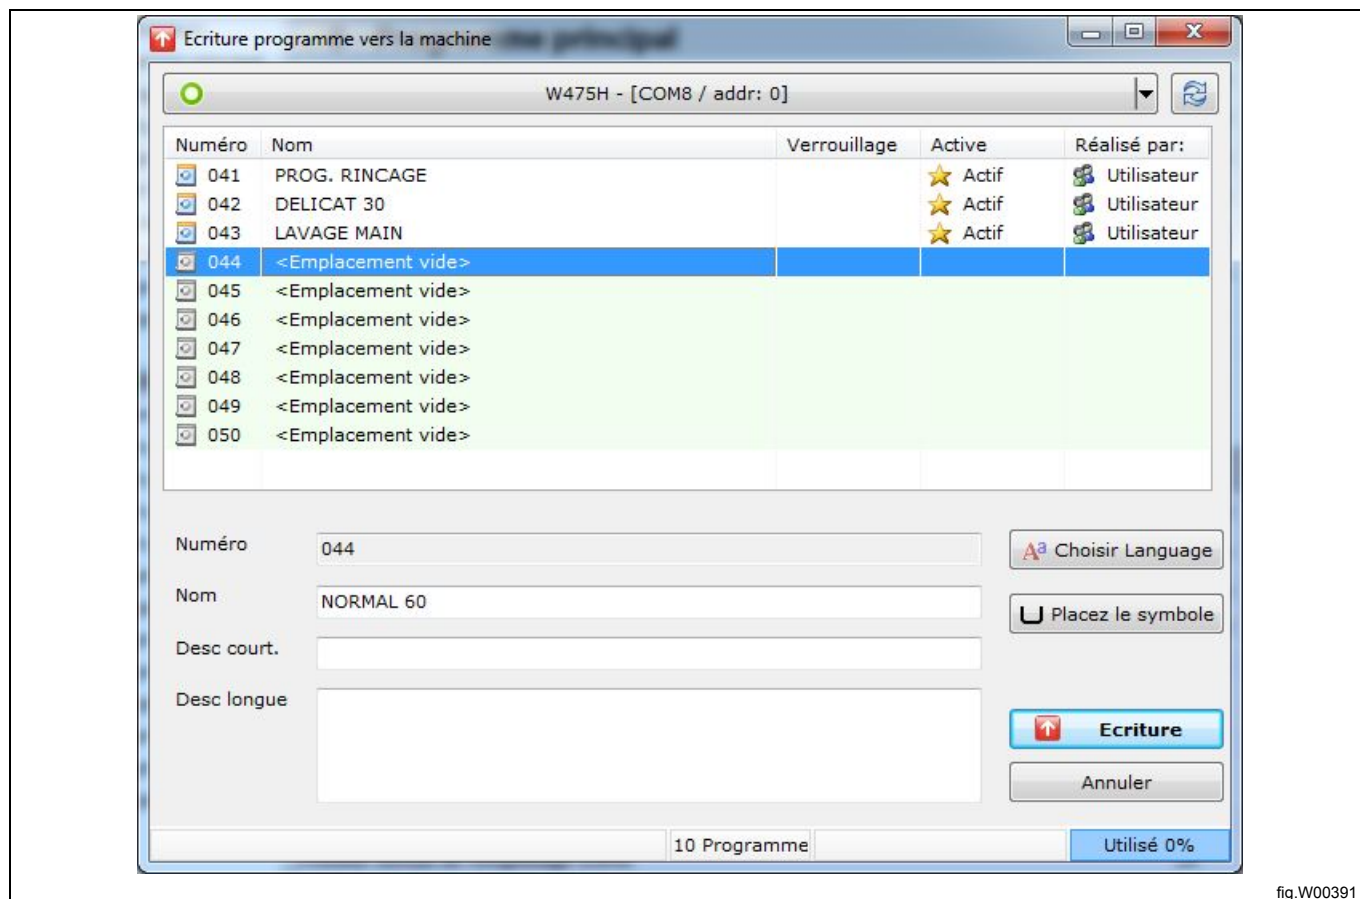 Ecriture programme vers la machine
W475H - [COM8 / addr: 0]
Numéro Nom Verrouillage Active Réalisé par:
041 PROG. RINCAGE Actif Utilisateur
042 DELICAT 30 Actif Utilisateur
043 LAVAGE MAIN Actif Utilisateur
044 <Emplacement vide>
045 <Emplacement vide>
046 <Emplacement vide>
047 <Emplacement vide>
048 <Emplacement vide>
049 <Emplacement vide>
050 <Emplacement vide>
Numéro 044 Aª Choisir Language
Nom NORMAL 60 Placez le symbole
Desc court.
Desc longue
Ecriture
Annuler
10 Programme Utilisé 0%
fig.W00391